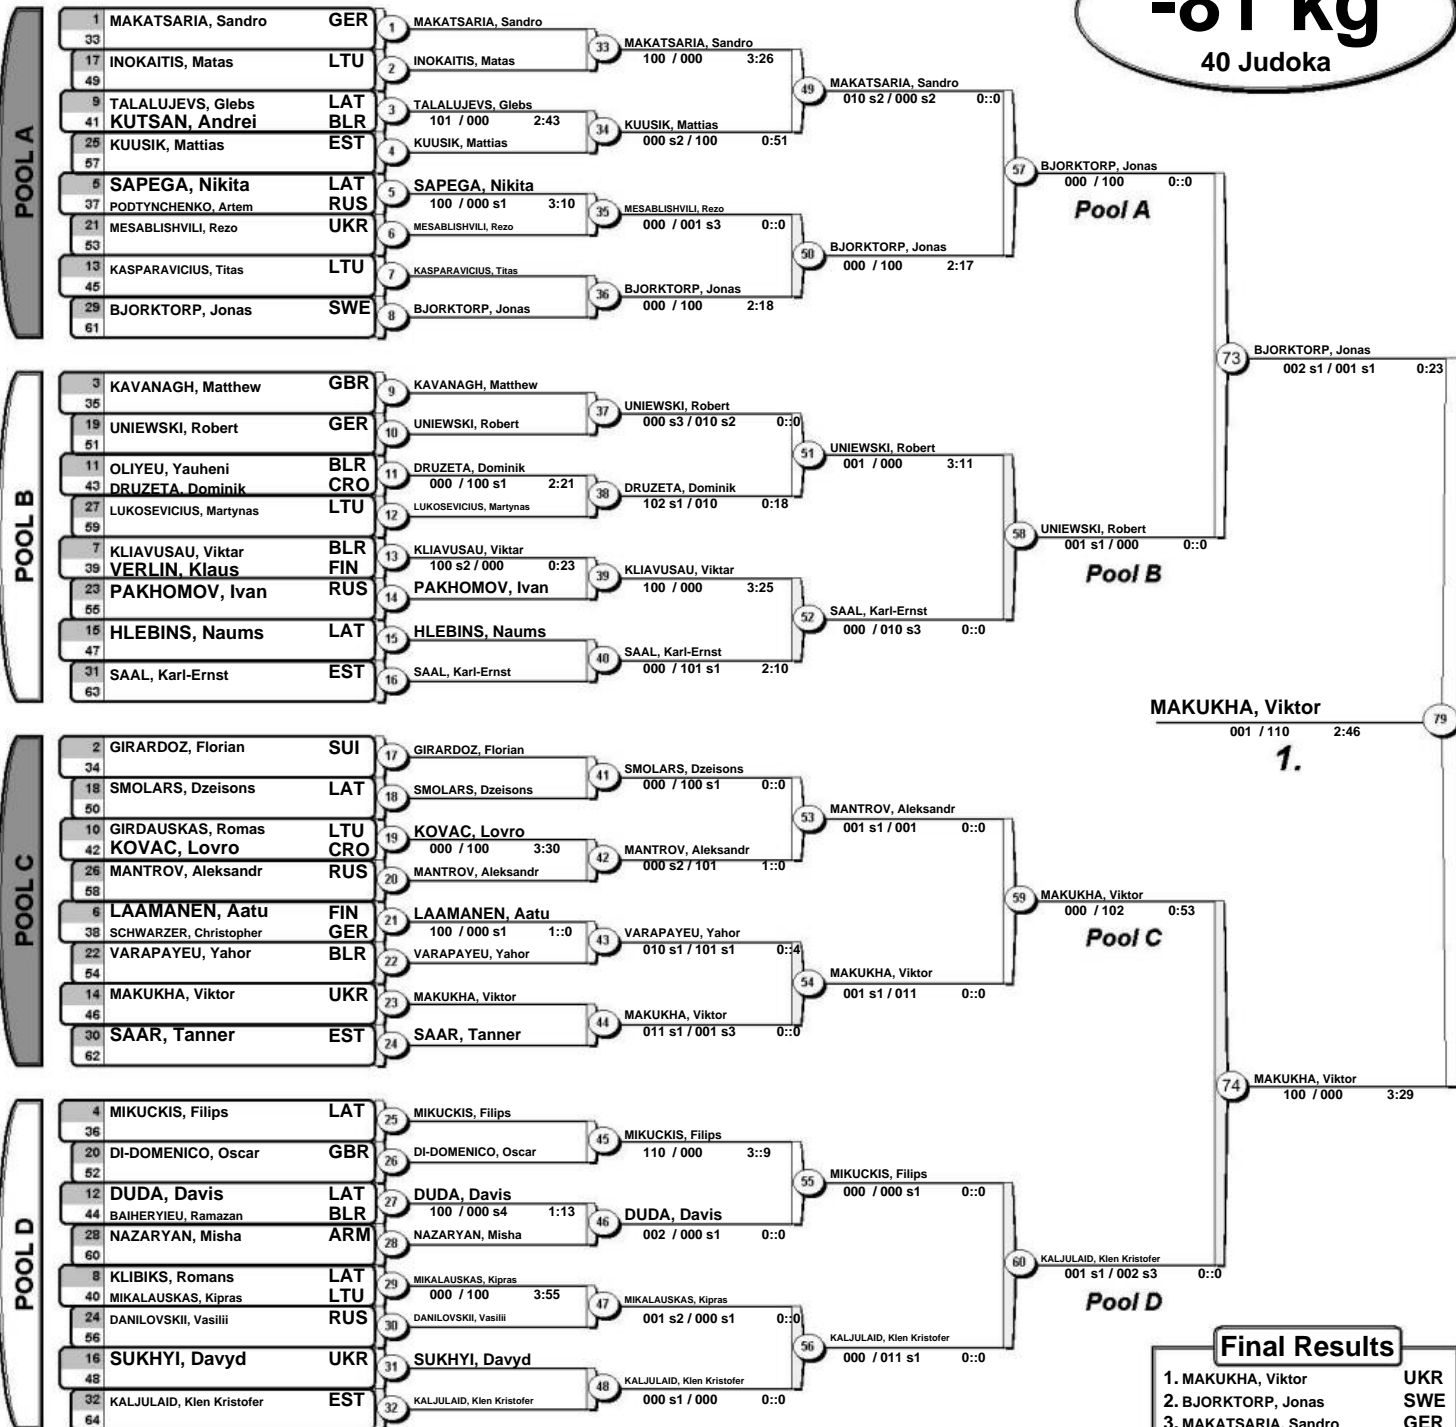 -81 kg
40 Judoka
POOL A
1 MAKATSARIA, Sandro GER
33
17 INOKAITIS, Matas LTU
49
9 TALALUJEVS, Glebs LAT
41 KUTSAN, Andrei BLR
25 KUUSIK, Mattias EST
57
5 SAPEGA, Nikita LAT
37 PODTYNCHENKO, Artem RUS
21 MESABLISHVILI, Rezo UKR
53
13 KASPARAVICIUS, Titas LTU
45
29 BJORKTORP, Jonas SWE
61
1 MAKATSARIA, Sandro
2 INOKAITIS, Matas
3 TALALUJEVS, Glebs
101 / 000 2:43
4 KUUSIK, Mattias
5 SAPEGA, Nikita
100 / 000 s1 3:10
6 MESABLISHVILI, Rezo
7 KASPARAVICIUS, Titas
8 BJORKTORP, Jonas
33 MAKATSARIA, Sandro
100 / 000 3:26
34 KUUSIK, Mattias
000 s2 / 100 0:51
35 MESABLISHVILI, Rezo
000 / 001 s3 0::0
36 BJORKTORP, Jonas
000 / 100 2:18
49 MAKATSARIA, Sandro
010 s2 / 000 s2 0::0
50 BJORKTORP, Jonas
000 / 100 2:17
57 BJORKTORP, Jonas
000 / 100 0::0
Pool A
POOL B
3 KAVANAGH, Matthew GBR
35
19 UNIEWSKI, Robert GER
51
11 OLIYEU, Yauheni BLR
43 DRUZETA, Dominik CRO
27 LUKOSEVICIUS, Martynas LTU
59
7 KLIAVUSAU, Viktar BLR
39 VERLIN, Klaus FIN
23 PAKHOMOV, Ivan RUS
55
15 HLEBINS, Naums LAT
47
31 SAAL, Karl-Ernst EST
63
9 KAVANAGH, Matthew
10 UNIEWSKI, Robert
11 DRUZETA, Dominik
000 / 100 s1 2:21
12 LUKOSEVICIUS, Martynas
13 KLIAVUSAU, Viktar
100 s2 / 000 0:23
14 PAKHOMOV, Ivan
15 HLEBINS, Naums
16 SAAL, Karl-Ernst
37 UNIEWSKI, Robert
000 s3 / 010 s2 0::0
38 DRUZETA, Dominik
102 s1 / 010 0:18
39 KLIAVUSAU, Viktar
100 / 000 3:25
40 SAAL, Karl-Ernst
000 / 101 s1 2:10
51 UNIEWSKI, Robert
001 / 000 3:11
52 SAAL, Karl-Ernst
000 / 010 s3 0::0
58 UNIEWSKI, Robert
001 s1 / 000 0::0
Pool B
73 BJORKTORP, Jonas
002 s1 / 001 s1 0:23
MAKUKHA, Viktor 79
001 / 110 2:46
1.
POOL C
2 GIRARDOZ, Florian SUI
34
18 SMOLARS, Dzeisons LAT
50
10 GIRDAUSKAS, Romas LTU
42 KOVAC, Lovro CRO
26 MANTROV, Aleksandr RUS
58
6 LAAMANEN, Aatu FIN
38 SCHWARZER, Christopher GER
22 VARAPAYEU, Yahor BLR
54
14 MAKUKHA, Viktor UKR
46
30 SAAR, Tanner EST
62
17 GIRARDOZ, Florian
18 SMOLARS, Dzeisons
19 KOVAC, Lovro
000 / 100 3:30
20 MANTROV, Aleksandr
21 LAAMANEN, Aatu
100 / 000 s1 1::0
22 VARAPAYEU, Yahor
23 MAKUKHA, Viktor
24 SAAR, Tanner
41 SMOLARS, Dzeisons
000 / 100 s1 0::0
42 MANTROV, Aleksandr
000 s2 / 101 1::0
43 VARAPAYEU, Yahor
010 s1 / 101 s1 0::4
44 MAKUKHA, Viktor
011 s1 / 001 s3 0::0
53 MANTROV, Aleksandr
001 s1 / 001 0::0
54 MAKUKHA, Viktor
001 s1 / 011 0::0
59 MAKUKHA, Viktor
000 / 102 0:53
Pool C
74 MAKUKHA, Viktor
100 / 000 3:29
POOL D
4 MIKUCKIS, Filips LAT
36
20 DI-DOMENICO, Oscar GBR
52
12 DUDA, Davis LAT
44 BAIHERYIEU, Ramazan BLR
28 NAZARYAN, Misha ARM
60
8 KLIBIKS, Romans LAT
40 MIKALAUSKAS, Kipras LTU
24 DANILOVSKII, Vasilii RUS
56
16 SUKHYI, Davyd UKR
48
32 KALJULAID, Klen Kristofer EST
64
25 MIKUCKIS, Filips
26 DI-DOMENICO, Oscar
27 DUDA, Davis
100 / 000 s4 1:13
28 NAZARYAN, Misha
29 MIKALAUSKAS, Kipras
000 / 100 3:55
30 DANILOVSKII, Vasilii
31 SUKHYI, Davyd
32 KALJULAID, Klen Kristofer
45 MIKUCKIS, Filips
110 / 000 3::9
46 DUDA, Davis
002 / 000 s1 0::0
47 MIKALAUSKAS, Kipras
001 s2 / 000 s1 0::0
48 KALJULAID, Klen Kristofer
000 s1 / 000 0::0
55 MIKUCKIS, Filips
000 / 000 s1 0::0
56 KALJULAID, Klen Kristofer
000 / 011 s1 0::0
60 KALJULAID, Klen Kristofer
001 s1 / 002 s3 0::0
Pool D
Final Results
1. MAKUKHA, Viktor UKR
2. BJORKTORP, Jonas SWE
3. MAKATSARIA, Sandro GER